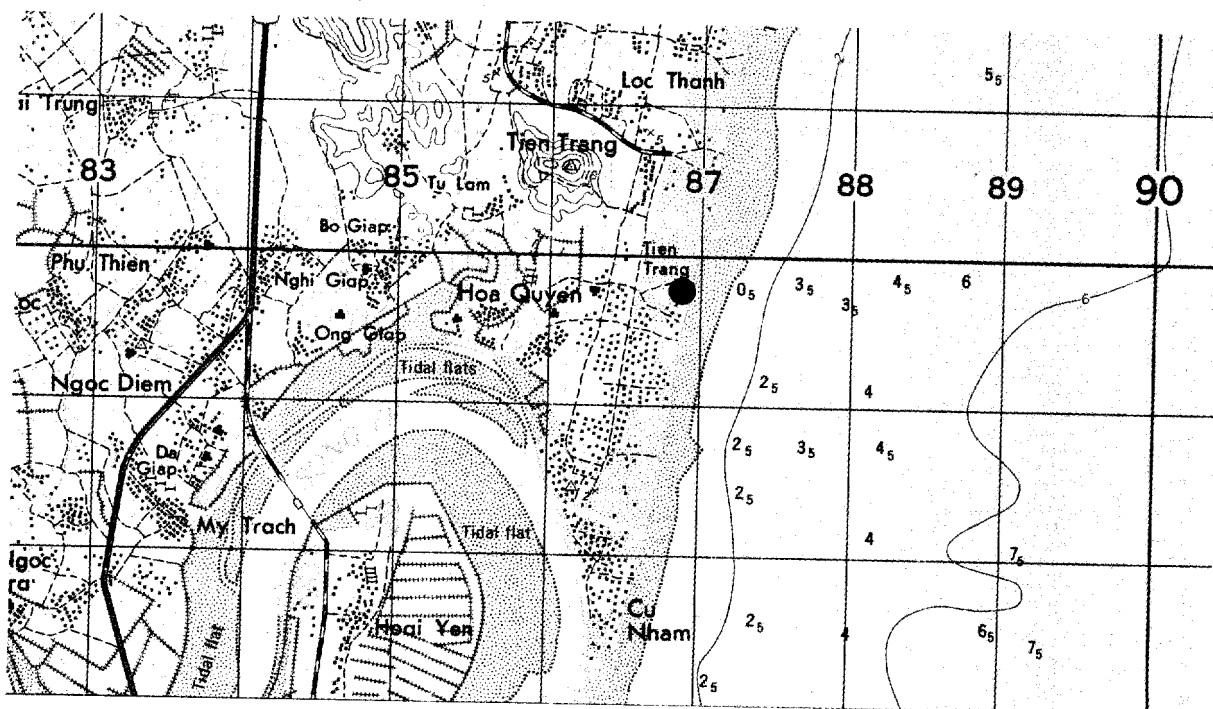 5₅
Loc Thanh
Trung
5
5
Tien Trang
83
85
87
88
89
90
Tu Lam
Bo Giap
Tien
Trang
Phu Thien
Nghi Giap
Hoa Quyen
0₅
3₅
4₅
6
3₅
6
Ong Giap
Tidal flats
Ngoc Diem
2₅
4
Da
Giap
2₅
3₅
4₅
2₅
My Trach
Tidal flat
4
7₅
Hoai Yen
Cu
Nham
2₅
4
6₅
7₅
Tidal flat
2₅